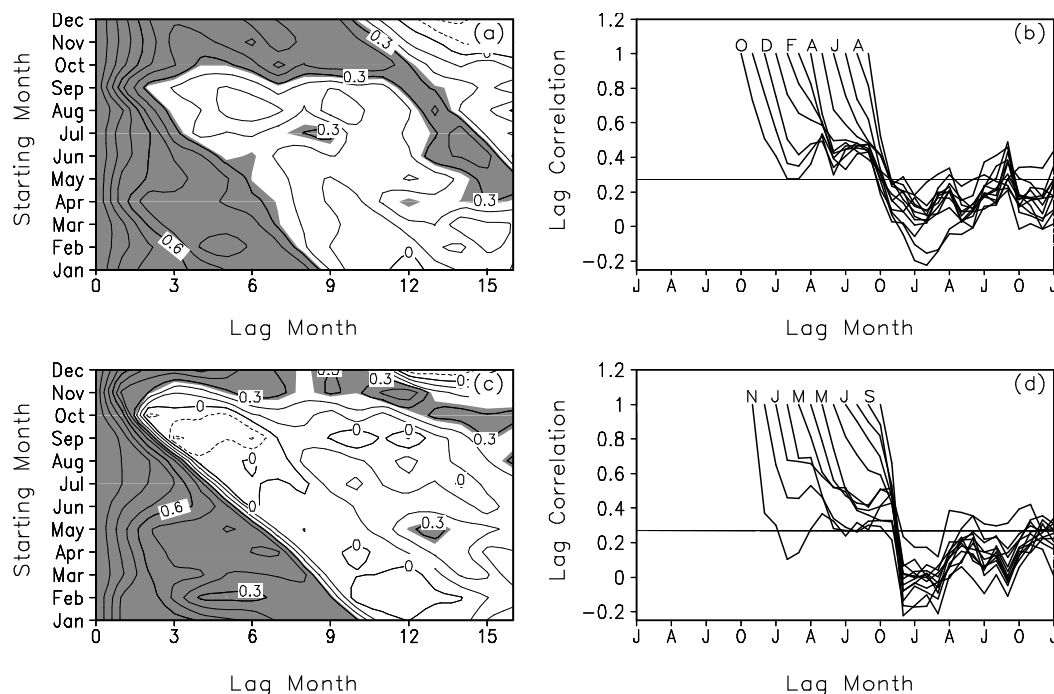 Dec (a)
Nov 0.3 0
Oct 0.3
Sep
Aug
Jul 0.3
Jun
May
Apr 0.3
Mar
Feb 0.6 0
Jan
0 3 6 9 12 15
Lag Month
Starting Month
1.2 (b)
1 O D F A J A
0.8
0.6
0.4
0.2
0
−0.2
J A J O J A J O J A J O J
Lag Month
Lag Correlation
Dec 0.3 0 (c)
Nov 0.3
Oct 0
Sep 0 0 0.3
Aug 0
Jul 0
Jun 0.6 0
May 0.3
Apr 0
Mar 0
Feb 0.3
Jan
0 3 6 9 12 15
Lag Month
Starting Month
1.2 (d)
1 N J M M J S
0.8
0.6
0.4
0.2
0
−0.2
J A J O J A J O J A J O J
Lag Month
Lag Correlation